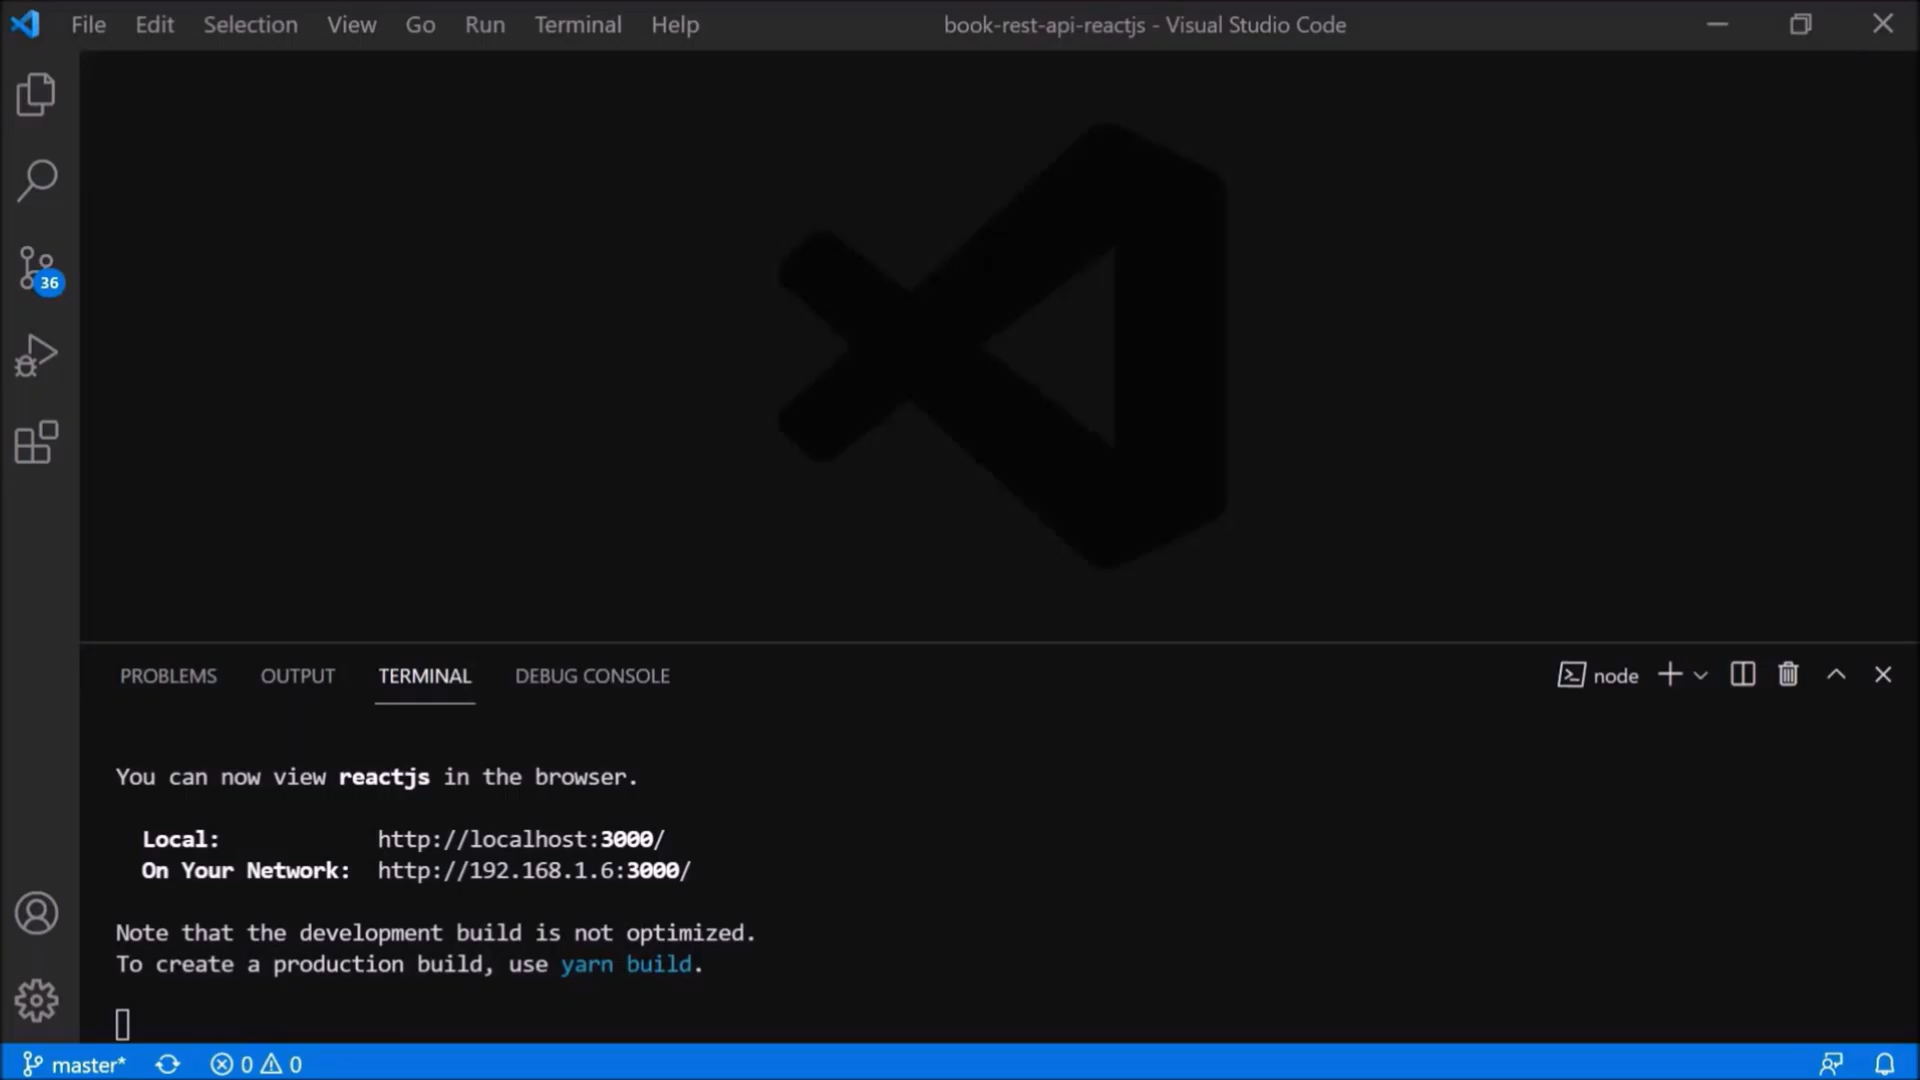 File Edit Selection View Go Run Terminal Help book-rest-api-reactjs - Visual Studio Code
36
PROBLEMS OUTPUT TERMINAL DEBUG CONSOLE node
You can now view reactjs in the browser.
Local: http://localhost:3000/
On Your Network: http://192.168.1.6:3000/
Note that the development build is not optimized.
To create a production build, use yarn build.
master* 0 0